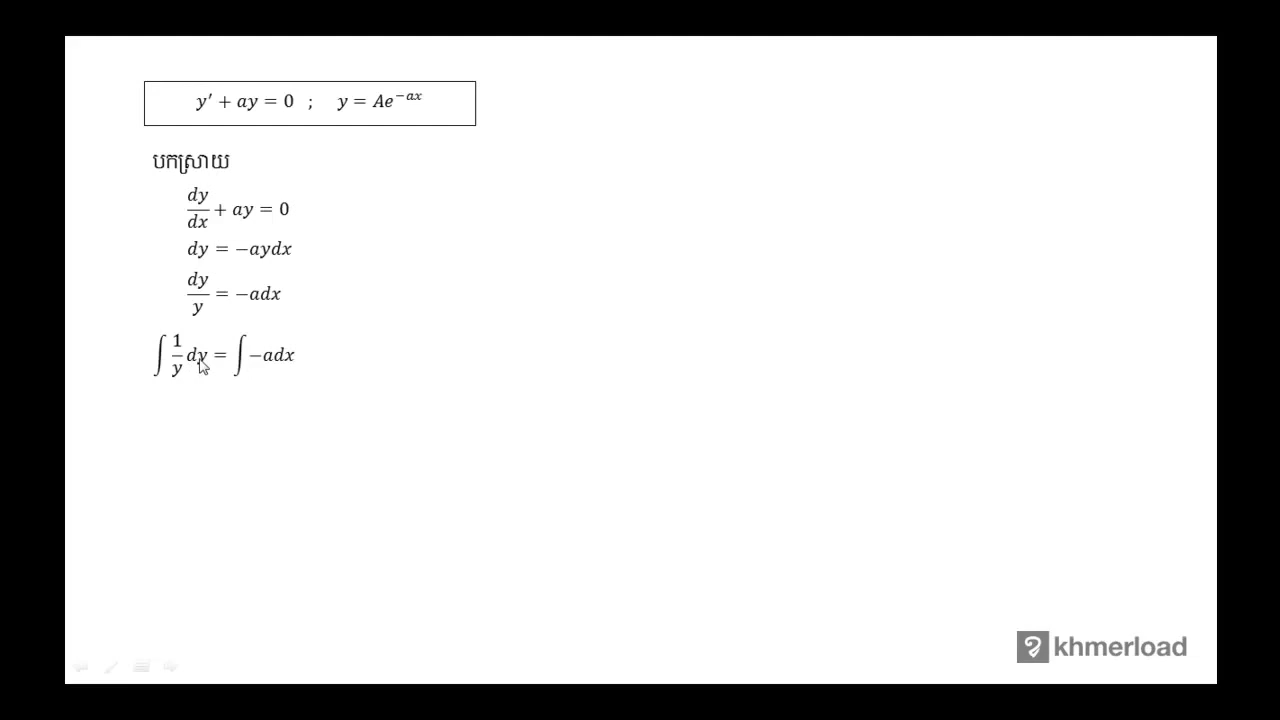 y′ + ay = 0 ; y = Ae^{−ax}
បកស្រាយ
dy/dx + ay = 0
dy = −aydx
dy/y = −adx
∫ 1/y dy = ∫ −adx
khmerload